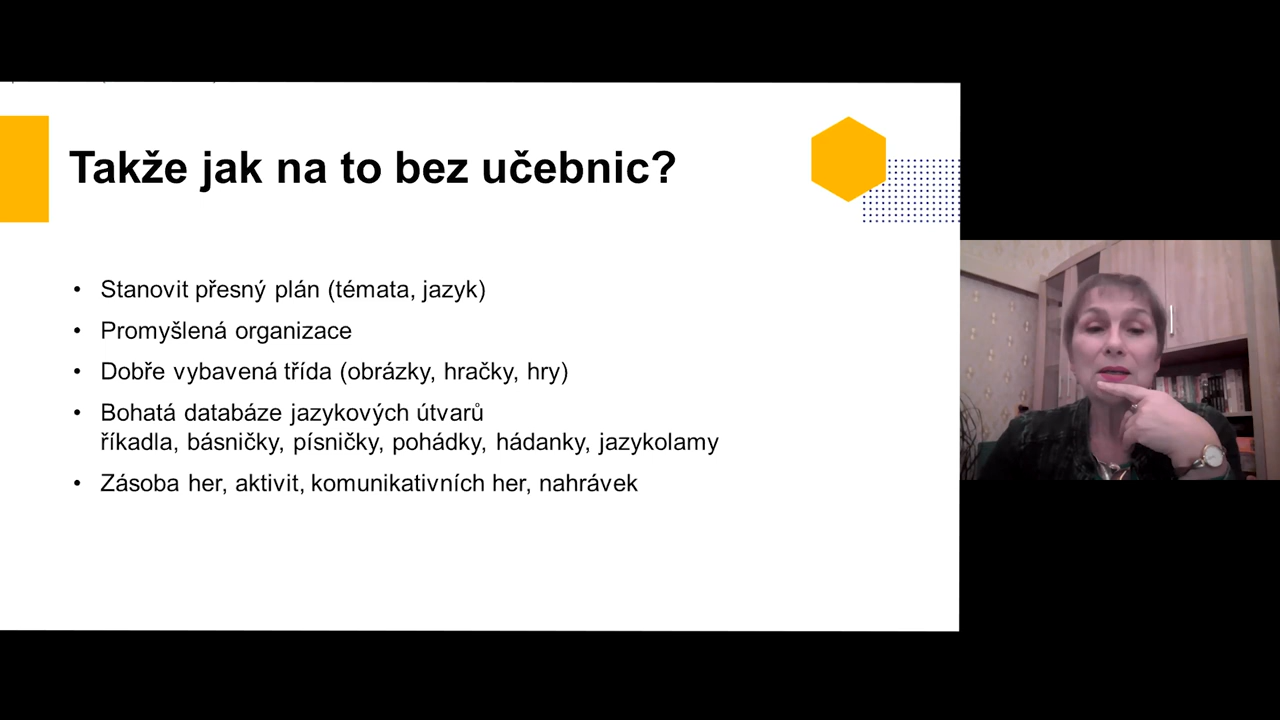 Takže jak na to bez učebnic?
• Stanovit přesný plán (témata, jazyk)
• Promyšlená organizace
• Dobře vybavená třída (obrázky, hračky, hry)
• Bohatá databáze jazykových útvarů
říkadla, básničky, písničky, pohádky, hádanky, jazykolamy
• Zásoba her, aktivit, komunikativních her, nahrávek